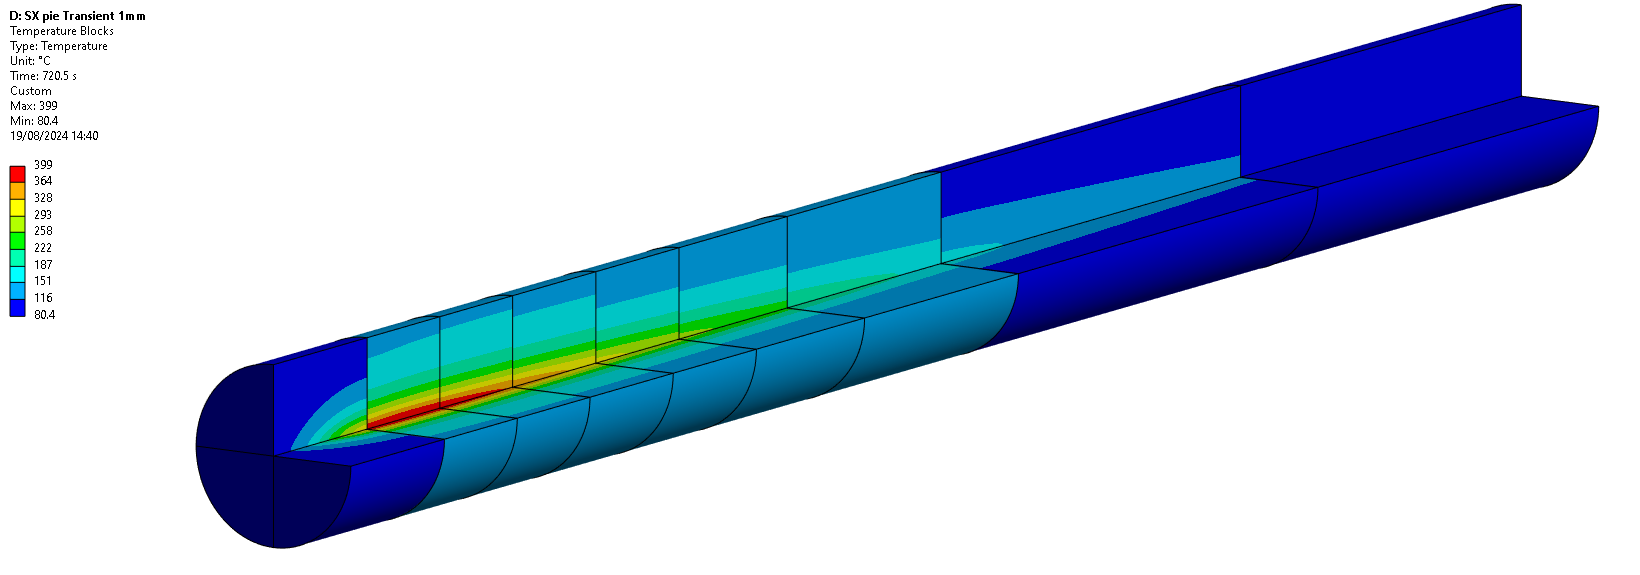 D: SX pie Transient 1mm
Temperature Blocks
Type: Temperature
Unit: °C
Time: 720.5 s
Custom
Max: 399
Min: 80.4
19/08/2024 14:40
399
364
328
293
258
222
187
151
116
80.4